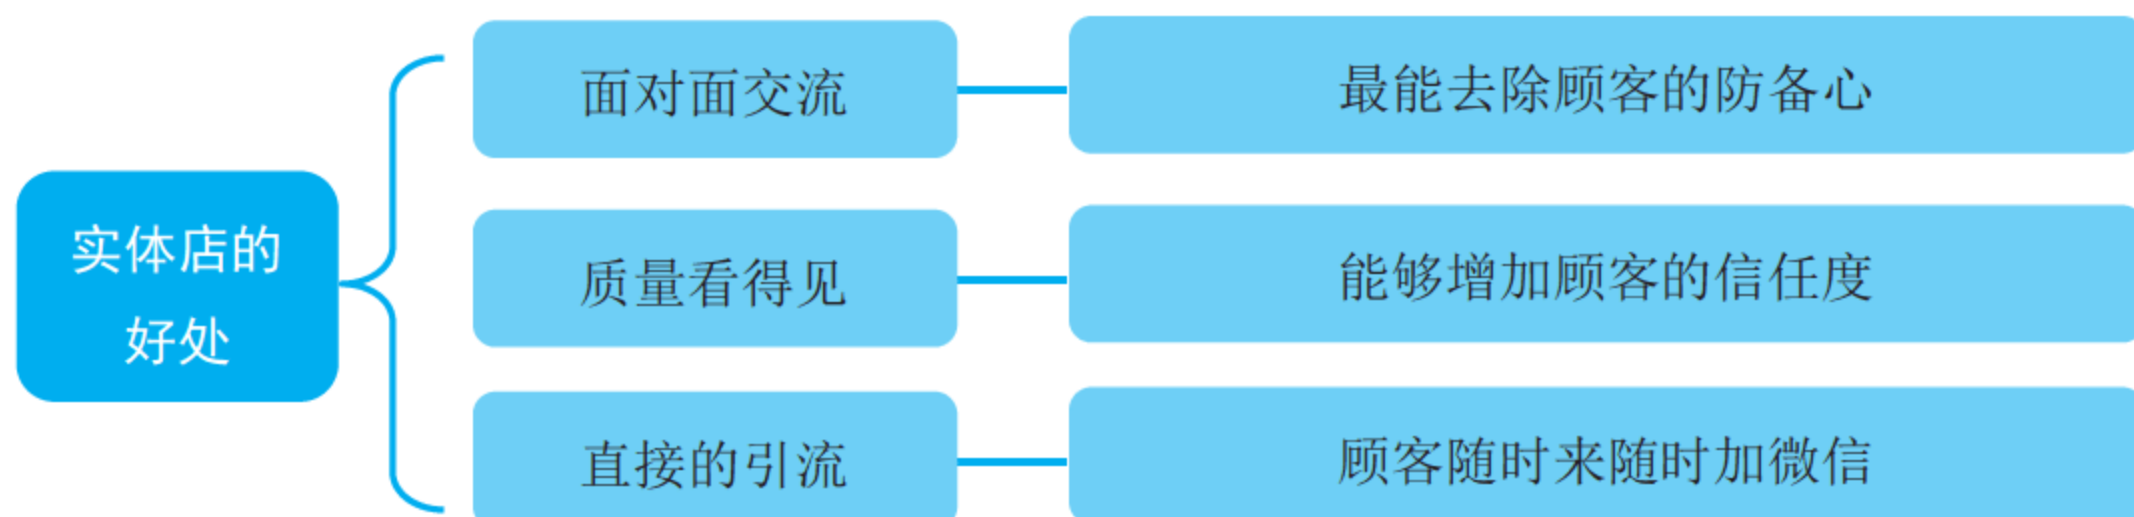 实体店的
好处
面对面交流
最能去除顾客的防备心
质量看得见
能够增加顾客的信任度
直接的引流
顾客随时来随时加微信